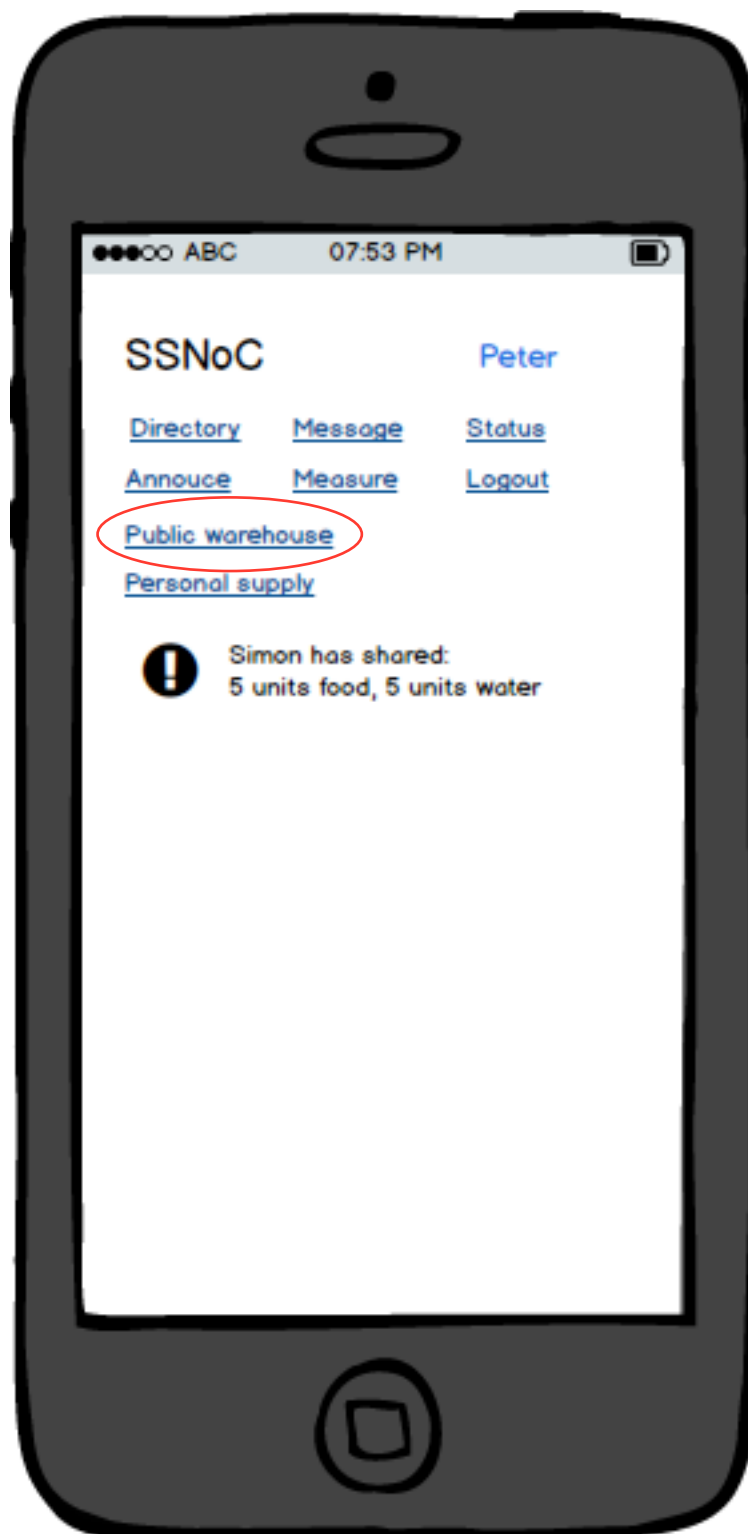 ABC 07:53 PM
SSNoC Peter
Directory Message Status
Annouce Measure Logout
Public warehouse
Personal supply
Simon has shared:
5 units food, 5 units water